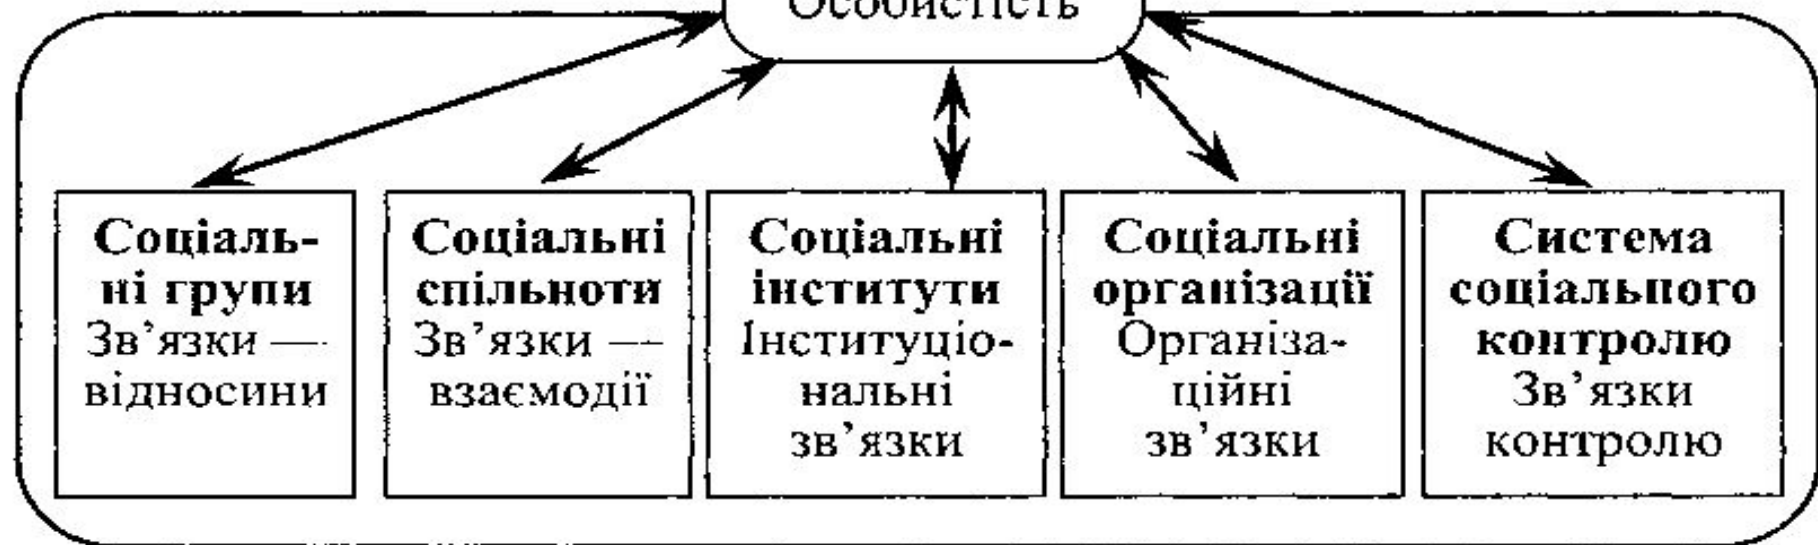 Особистість
Соціаль-
ні групи
Зв’язки —
відносини
Соціальні
спільноти
Зв’язки —
взаємодії
Соціальні
інститути
Інституціо-
нальні
зв’язки
Соціальні
організації
Організа-
ційні
зв’язки
Система
соціального
контролю
Зв’язки
контролю